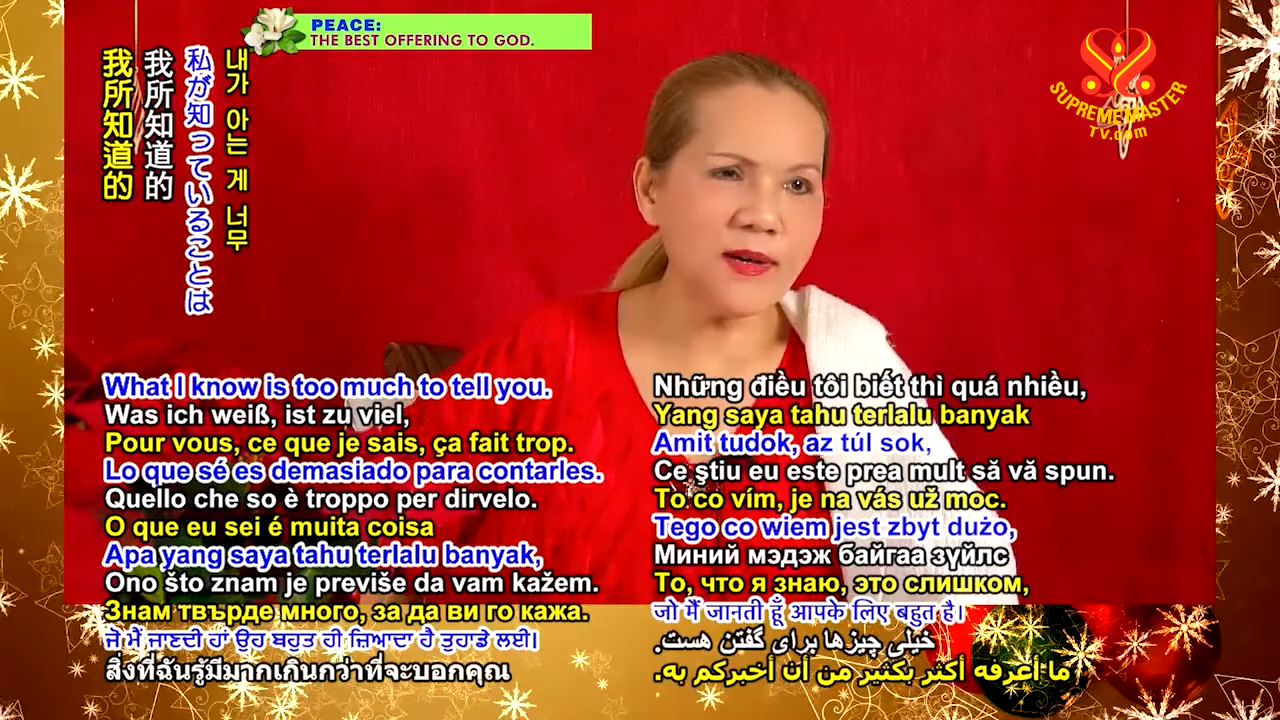 PEACE:
THE BEST OFFERING TO GOD.
SUPREME MASTER
TV.com
我所知道的
我所知道的
私が知っていることは
내가 아는 게 너무
What I know is too much to tell you.
Was ich weiß, ist zu viel,
Pour vous, ce que je sais, ça fait trop.
Lo que sé es demasiado para contarles.
Quello che so è troppo per dirvelo.
O que eu sei é muita coisa
Apa yang saya tahu terlalu banyak,
Ono što znam je previše da vam kažem.
Знам твърде много, за да ви го кажа.
ਜੋ ਮੈਂ ਜਾਣਦੀ ਹਾਂ ਉਹ ਬਹੁਤ ਹੀ ਜ਼ਿਆਦਾ ਹੈ ਤੁਹਾਡੇ ਲਈ।
สิ่งที่ฉันรู้มีมากเกินกว่าที่จะบอกคุณ
Những điều tôi biết thì quá nhiều,
Yang saya tahu terlalu banyak
Amit tudok, az túl sok,
Ce ştiu eu este prea mult să vă spun.
To co vím, je na vás už moc.
Tego co wiem jest zbyt dużo,
Миний мэдэж байгаа зүйлс
То, что я знаю, это слишком,
जो मैं जानती हूँ आपके लिए बहुत है।
خیلی چیزها برای گفتن هست.
ما أعرفه أكثر بكثير من أن أخبركم به.